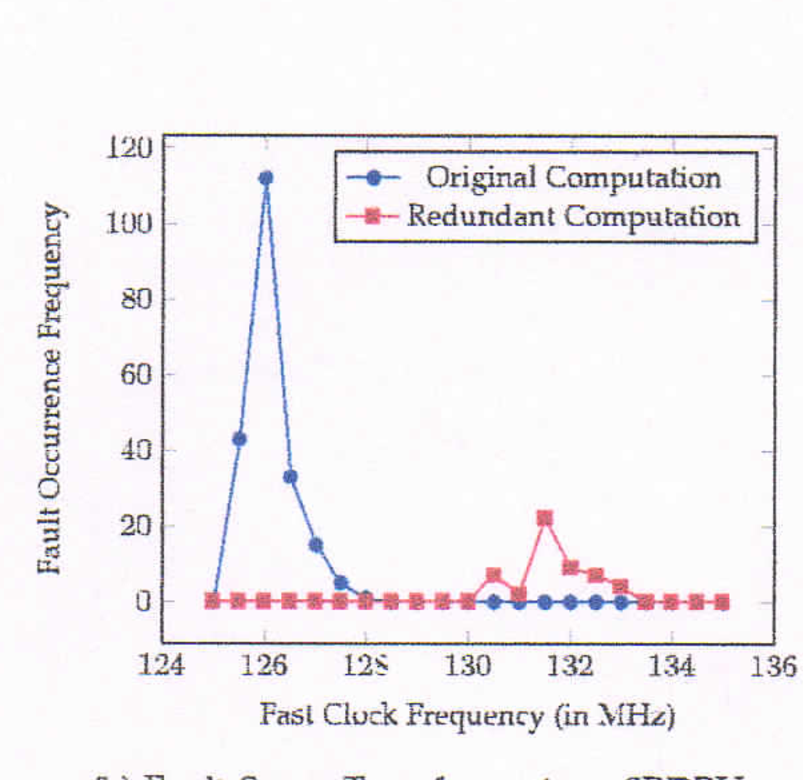 120
100
80
60
40
20
0
Fault Occurrence Frequency
Original Computation
Redundant Computation
124 126 128 130 132 134 136
Fast Clock Frequency (in MHz)